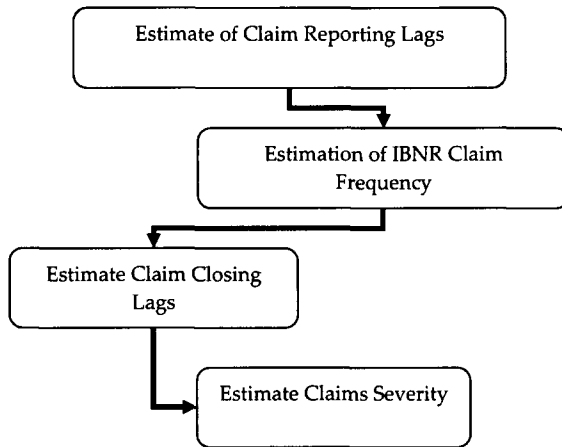 Estimate of Claim Reporting Lags
Estimation of IBNR Claim
Frequency
Estimate Claim Closing
Lags
Estimate Claims Severity